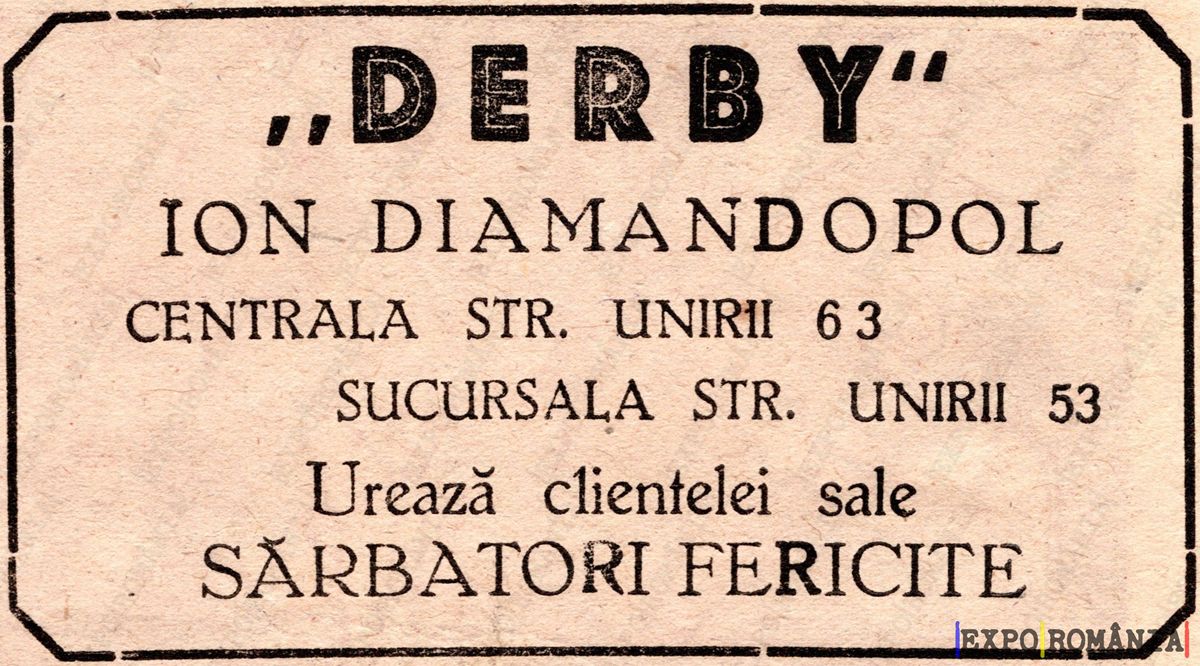 „DERBY“
ION DIAMANDOPOL
CENTRALA STR. UNIRII 63
SUCURSALA STR. UNIRII 53
Urează clientelei sale
SĂRBATORI FERICITE
EXPO ROMÂNIA